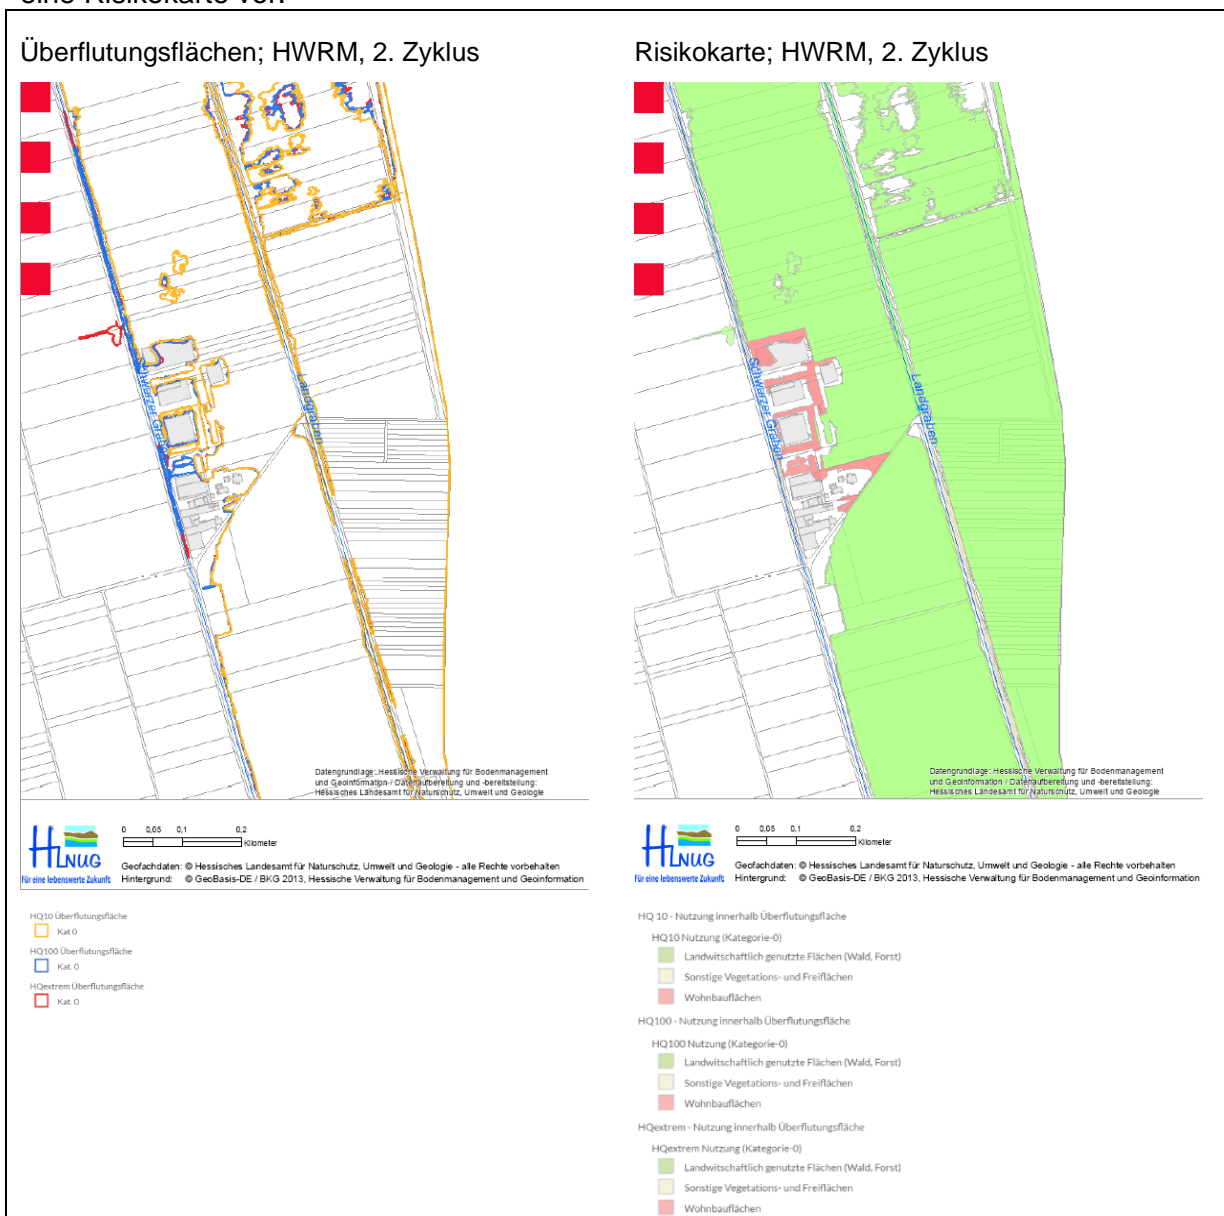 eine Risikokarte vor.
Überflutungsflächen; HWRM, 2. Zyklus
Schwarzer Graben
Landgraben
Datengrundlage: Hessische Verwaltung für Bodenmanagement
und Geoinformation / Datenaufbereitung und -bereitstellung:
Hessisches Landesamt für Naturschutz, Umwelt und Geologie
HLNUG
Für eine lebenswerte Zukunft
0 0,05 0,1 0,2
Kilometer
Geofachdaten: © Hessisches Landesamt für Naturschutz, Umwelt und Geologie - alle Rechte vorbehalten
Hintergrund: © GeoBasis-DE / BKG 2013, Hessische Verwaltung für Bodenmanagement und Geoinformation
HQ10 Überflutungsfläche
Kat 0
HQ100 Überflutungsfläche
Kat. 0
HQextrem Überflutungsfläche
Kat. 0
Risikokarte; HWRM, 2. Zyklus
Schwarzer Graben
Landgraben
Datengrundlage: Hessische Verwaltung für Bodenmanagement
und Geoinformation / Datenaufbereitung und -bereitstellung:
Hessisches Landesamt für Naturschutz, Umwelt und Geologie
HLNUG
Für eine lebenswerte Zukunft
0 0,05 0,1 0,2
Kilometer
Geofachdaten: © Hessisches Landesamt für Naturschutz, Umwelt und Geologie - alle Rechte vorbehalten
Hintergrund: © GeoBasis-DE / BKG 2013, Hessische Verwaltung für Bodenmanagement und Geoinformation
HQ 10 - Nutzung innerhalb Überflutungsfläche
HQ10 Nutzung (Kategorie-0)
Landwitschaftlich genutzte Flächen (Wald, Forst)
Sonstige Vegetations- und Freiflächen
Wohnbauflächen
HQ100 - Nutzung innerhalb Überflutungsfläche
HQ100 Nutzung (Kategorie-0)
Landwitschaftlich genutzte Flächen (Wald, Forst)
Sonstige Vegetations- und Freiflächen
Wohnbauflächen
HQextrem - Nutzung innerhalb Überflutungsfläche
HQextrem Nutzung (Kategorie-0)
Landwitschaftlich genutzte Flächen (Wald, Forst)
Sonstige Vegetations- und Freiflächen
Wohnbauflächen